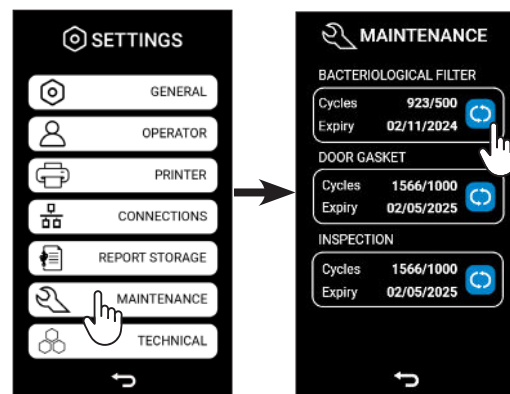 SETTINGS
GENERAL
OPERATOR
PRINTER
CONNECTIONS
REPORT STORAGE
MAINTENANCE
TECHNICAL
MAINTENANCE
BACTERIOLOGICAL FILTER
Cycles 923/500
Expiry 02/11/2024
DOOR GASKET
Cycles 1566/1000
Expiry 02/05/2025
INSPECTION
Cycles 1566/1000
Expiry 02/05/2025